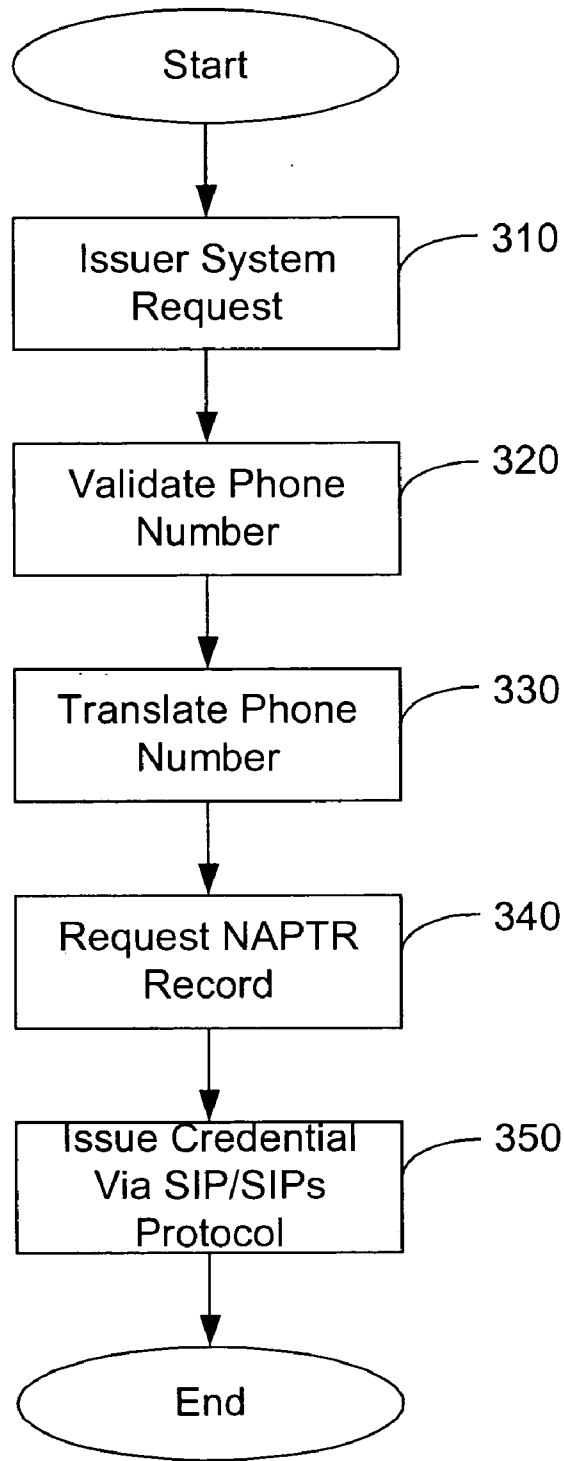 Start
Issuer System
Request
310
Validate Phone
Number
320
Translate Phone
Number
330
Request NAPTR
Record
340
Issue Credential
Via SIP/SIPs
Protocol
350
End